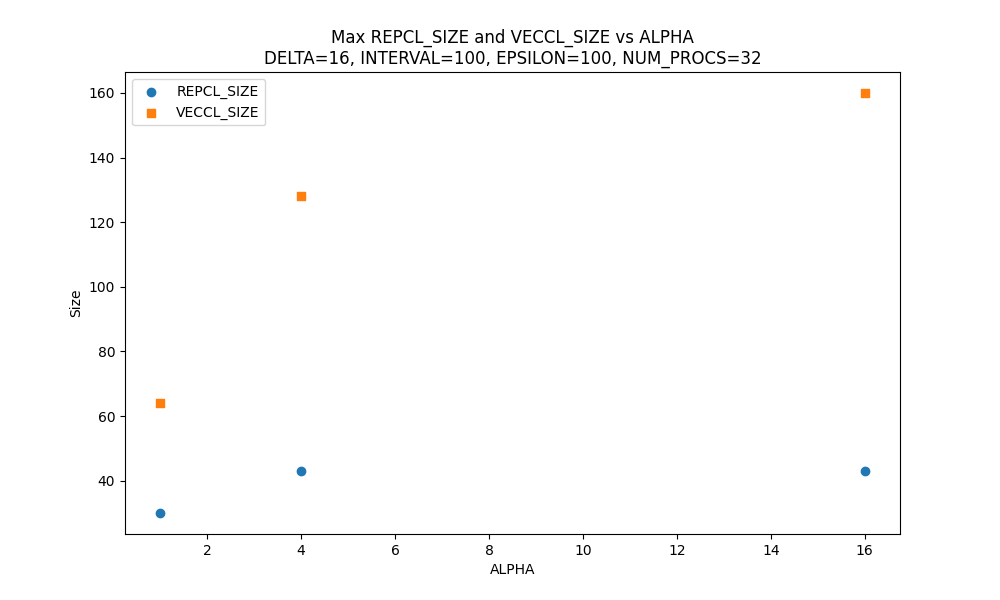 Max REPCL_SIZE and VECCL_SIZE vs ALPHA
DELTA=16, INTERVAL=100, EPSILON=100, NUM_PROCS=32
REPCL_SIZE
VECCL_SIZE
160
140
120
100
80
60
40
Size
2 4 6 8 10 12 14 16
ALPHA